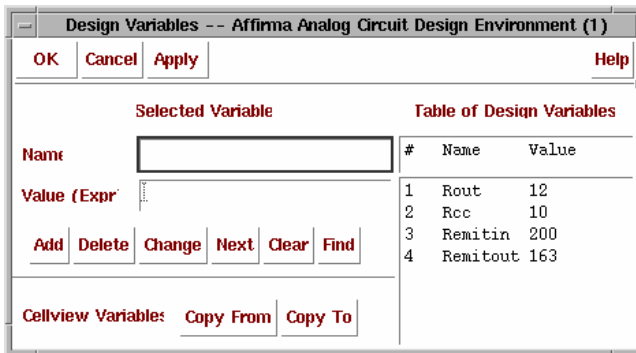 Design Variables -- Affirma Analog Circuit Design Environment (1)
OK Cancel Apply Help
Selected Variable
Name
Value (Expr
Add Delete Change Next Clear Find
Cellview Variables Copy From Copy To
Table of Design Variables
# Name Value
1 Rout 12
2 Rcc 10
3 Remitin 200
4 Remitout 163